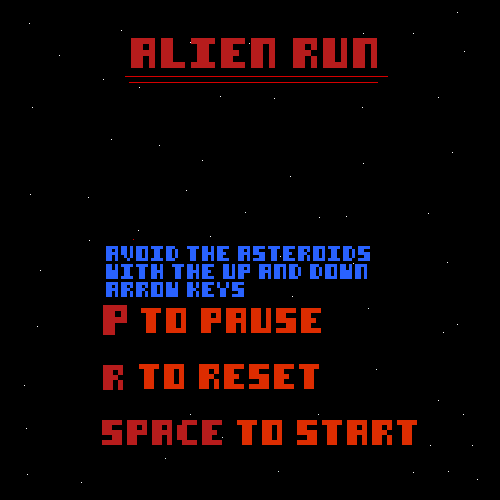 ALIEN RUN
AVOID THE ASTEROIDS
WITH THE UP AND DOWN
ARROW KEYS
P TO PAUSE
R TO RESET
SPACE TO START